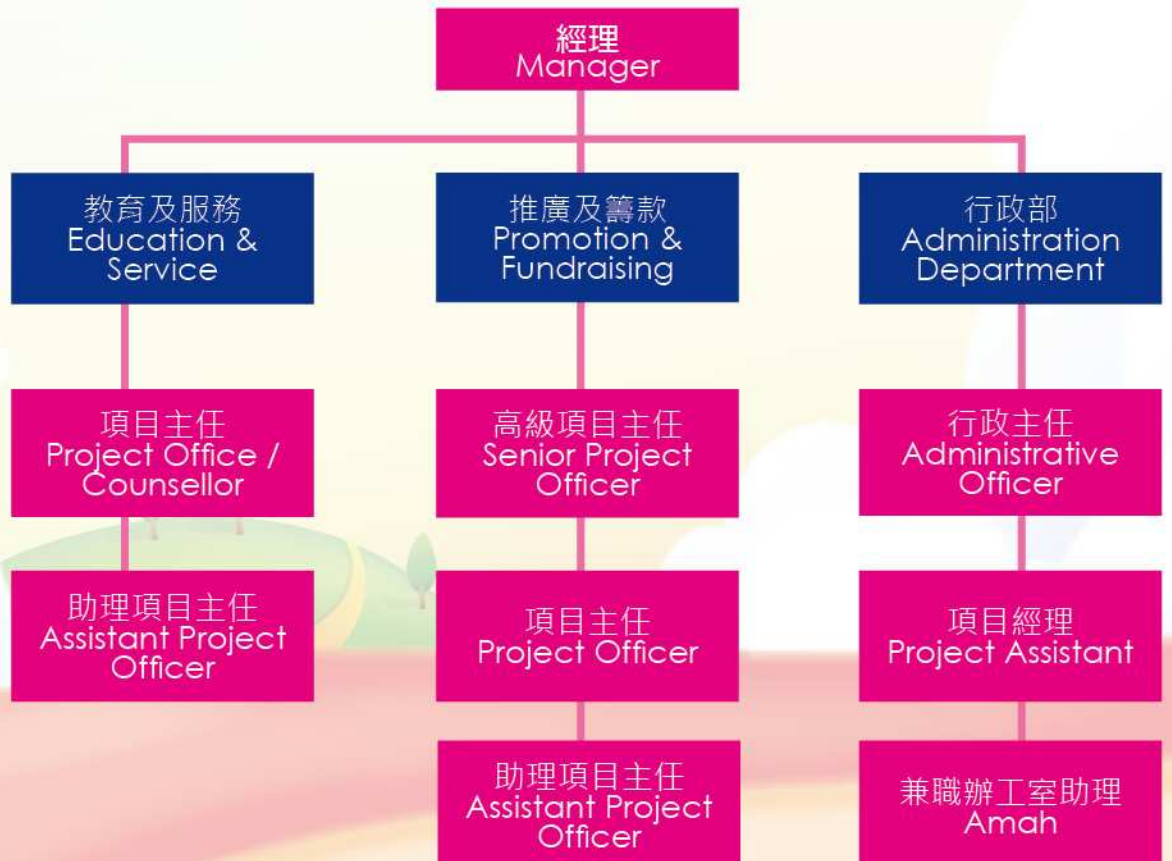 經理
Manager
教育及服務
Education &
Service
推廣及籌款
Promotion &
Fundraising
行政部
Administration
Department
項目主任
Project Office /
Counsellor
高級項目主任
Senior Project
Officer
行政主任
Administrative
Officer
助理項目主任
Assistant Project
Officer
項目主任
Project Officer
項目經理
Project Assistant
助理項目主任
Assistant Project
Officer
兼職辦工室助理
Amah